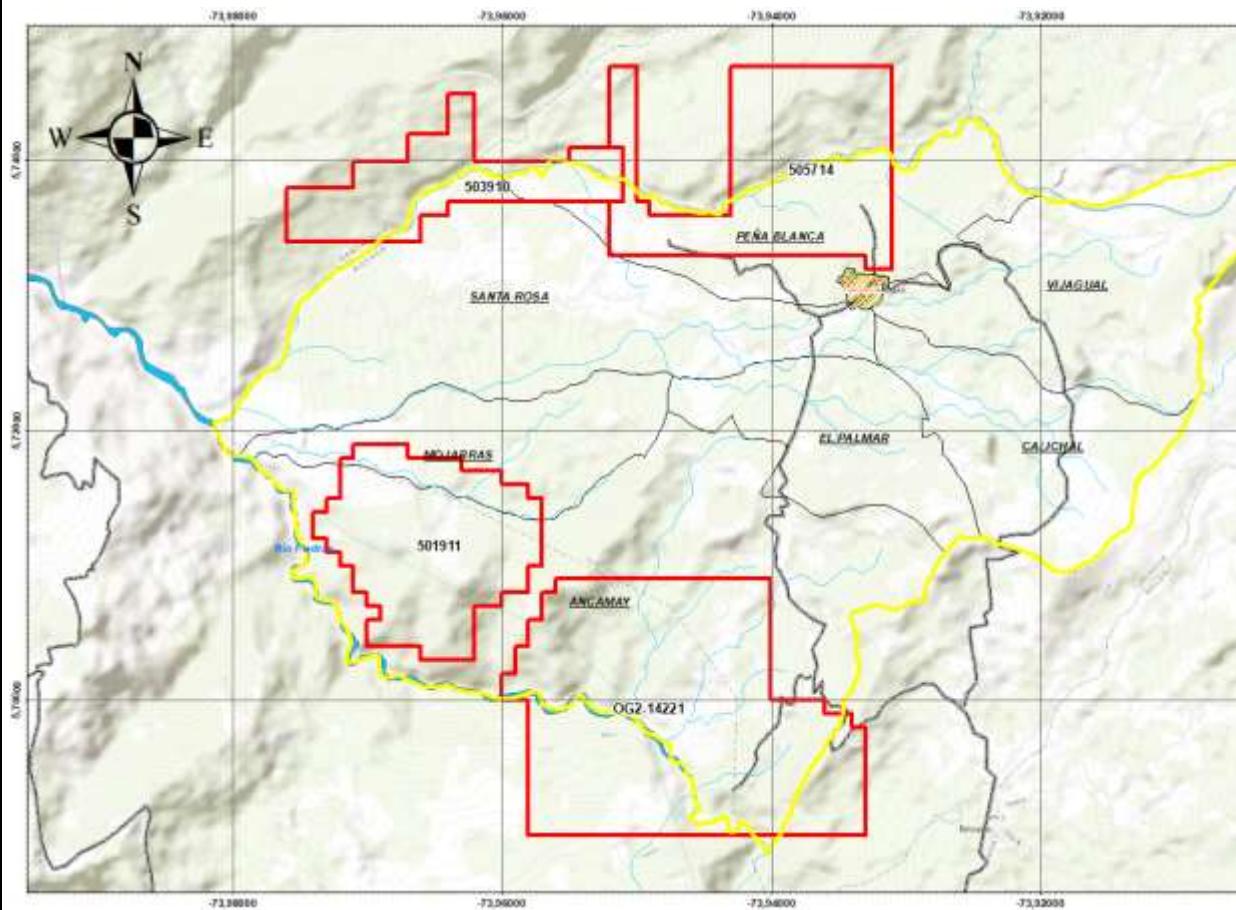 -73,98000 -73,96000 -73,94000 -73,92000
N
W E
S
5,74000
505714
503910
PEÑA BLANCA
VIJAGUAL
SANTA ROSA
5,72000
EL PALMAR
CAUCHAL
MOJARRAS
501911
ANCAMAY
5,70000
OG2-14221
-73,98000 -73,96000 -73,94000 -73,92000